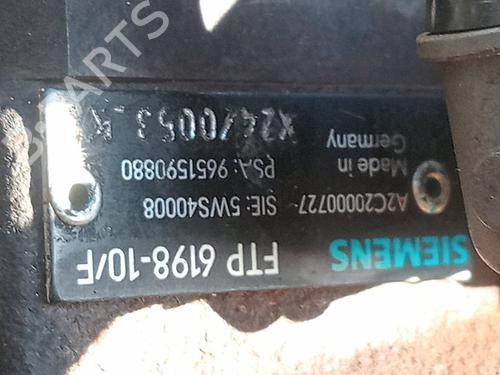 SIEMENS FTP 6198-10/F
A2C20000727 SIE: 5WS40008
Made in PSA: 9651590880
Germany